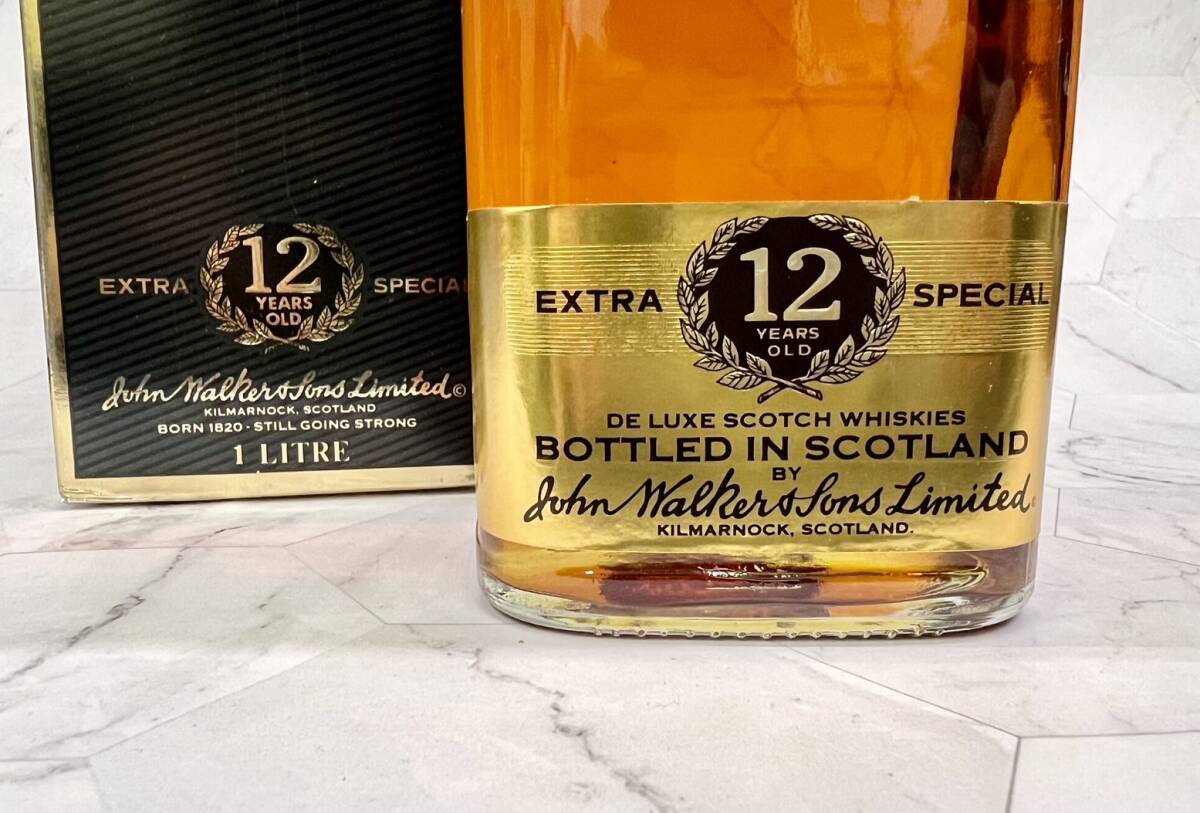 EXTRA 12 SPECIAL
YEARS
OLD
John Walker & Sons Limited ©
KILMARNOCK, SCOTLAND
BORN 1820 - STILL GOING STRONG
1 LITRE
EXTRA 12 SPECIAL
YEARS
OLD
DE LUXE SCOTCH WHISKIES
BOTTLED IN SCOTLAND
BY
John Walker & Sons Limited.
KILMARNOCK, SCOTLAND.